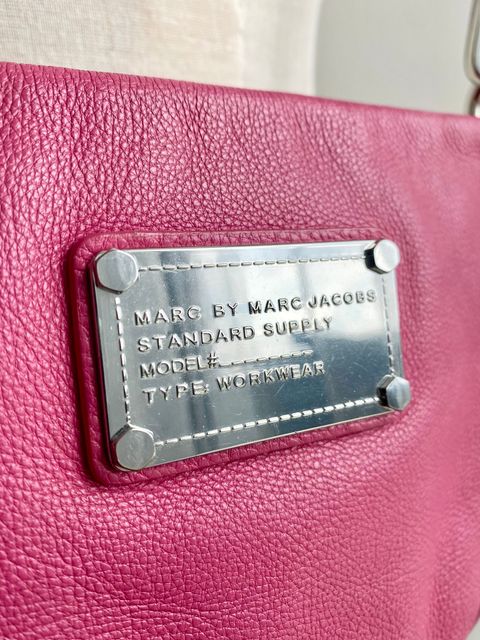 MARC BY MARC JACOBS
STANDARD SUPPLY
MODEL#_ _ _ _ _ _ _ _
TYPE: WORKWEAR